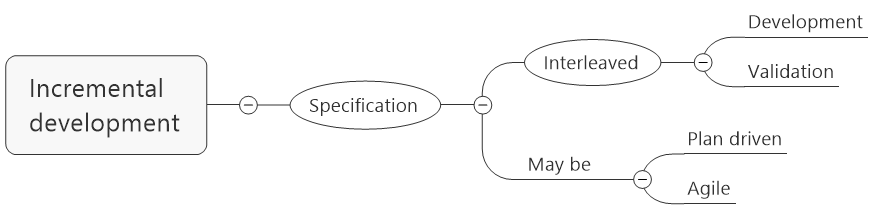 Incremental
development
Specification
Interleaved
Development
Validation
May be
Plan driven
Agile